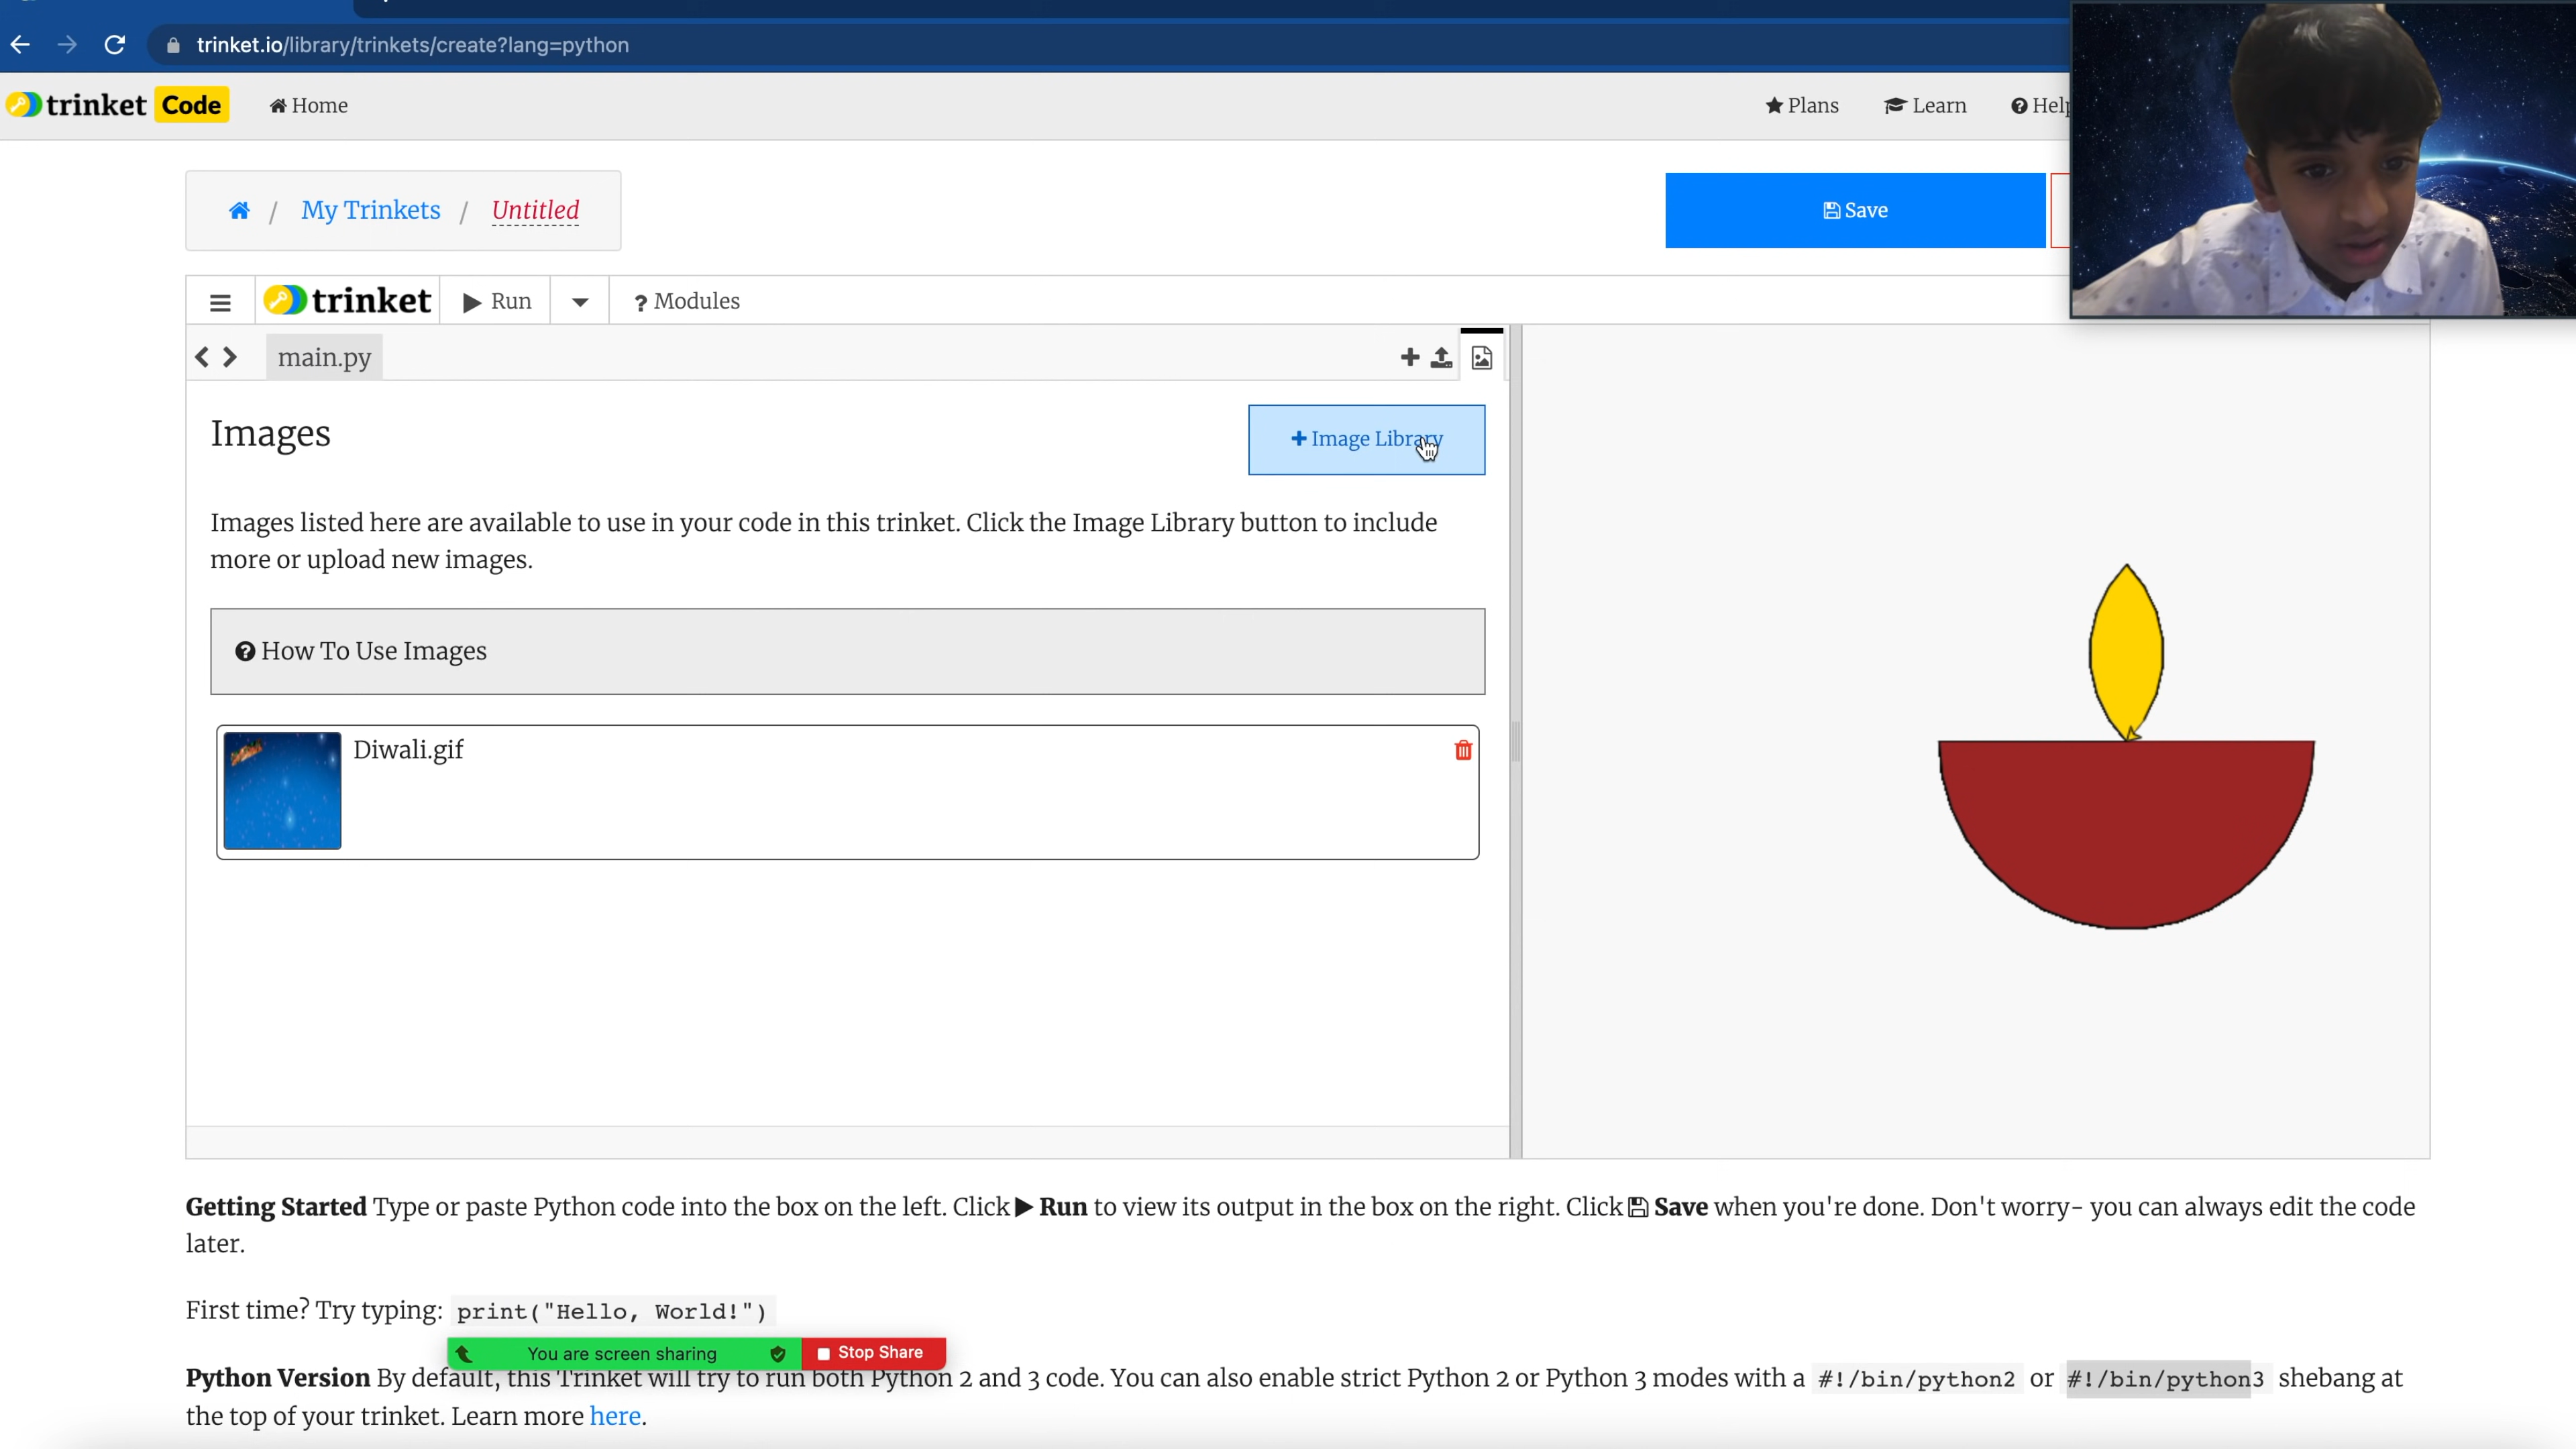 trinket.io/library/trinkets/create?lang=python
trinket Code Home Plans Learn Help
/ My Trinkets / Untitled Save
trinket Run ? Modules
main.py
Images + Image Library
Images listed here are available to use in your code in this trinket. Click the Image Library button to include
more or upload new images.
How To Use Images
Diwali.gif
Getting Started Type or paste Python code into the box on the left. Click Run to view its output in the box on the right. Click Save when you're done. Don't worry- you can always edit the code
later.
First time? Try typing: print("Hello, World!")
You are screen sharing Stop Share
Python Version By default, this Trinket will try to run both Python 2 and 3 code. You can also enable strict Python 2 or Python 3 modes with a #!/bin/python2 or #!/bin/python3 shebang at
the top of your trinket. Learn more here.